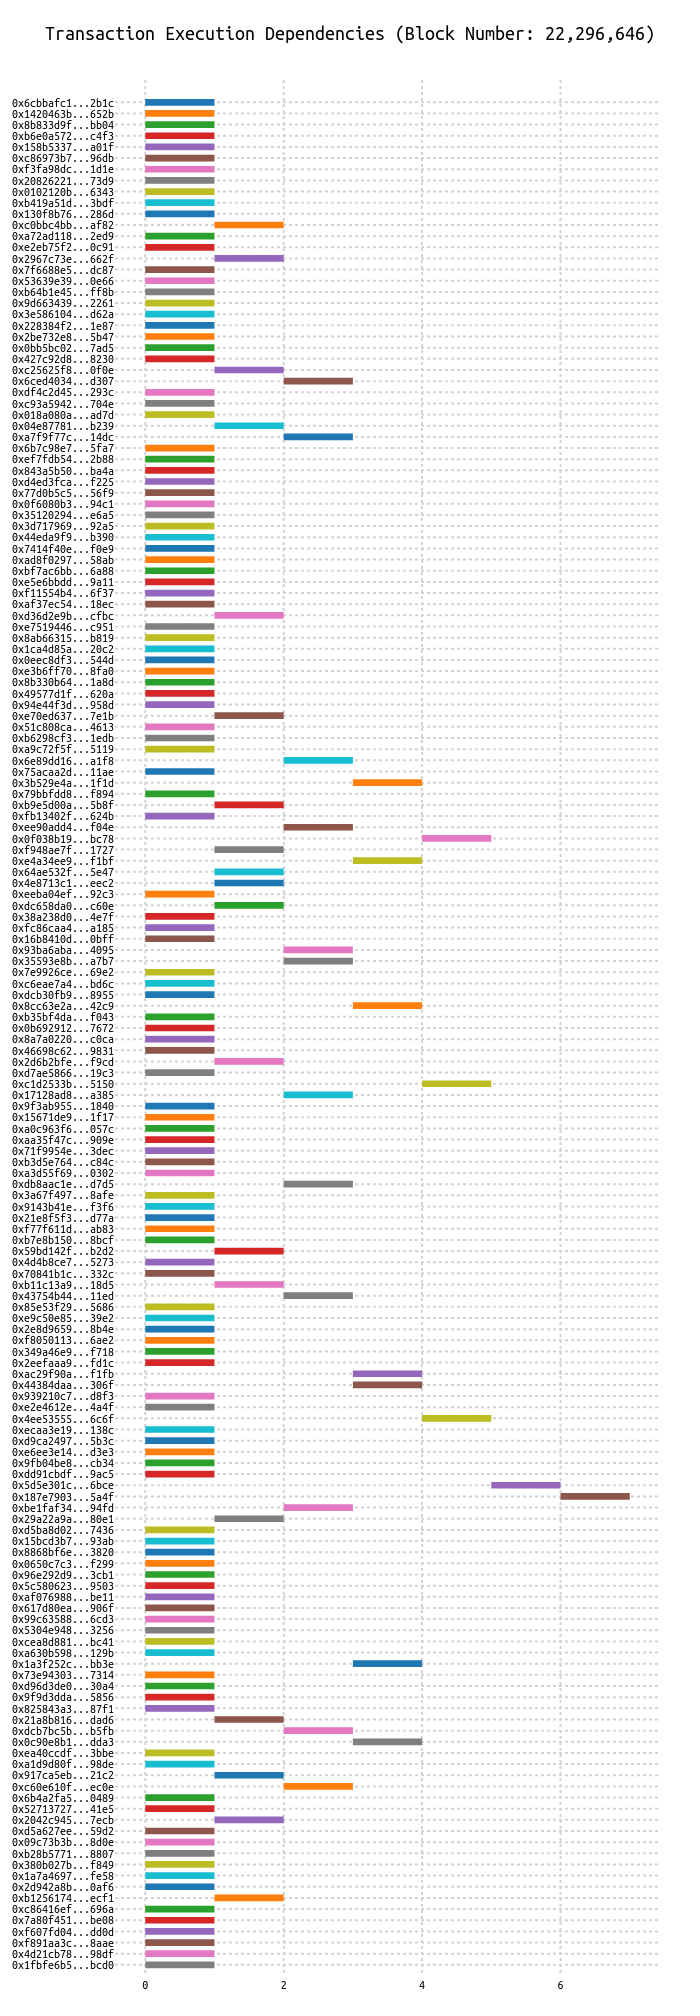 Transaction Execution Dependencies (Block Number: 22,296,646)
0x6cbbafc1...2b1c
0x1420463b...652b
0x8b833d9f...bb04
0xb6e0a572...c4f3
0x158b5337...a01f
0xc86973b7...96db
0xf3fa98dc...1d1e
0x20826221...73d9
0x0102120b...6343
0xb419a51d...3bdf
0x130f8b76...286d
0xc0bbc4bb...af82
0xa72ad118...2ed9
0xe2eb75f2...0c91
0x2967c73e...662f
0x7f6688e5...dc87
0x53639e39...0e66
0xb64b1e45...ff8b
0x9d663439...2261
0x3e586104...d62a
0x228384f2...1e87
0x2be732e8...5b47
0x0bb5bc02...7ad5
0x427c92d8...8230
0xc25625f8...0f0e
0x6ced4034...d307
0xdf4c2d45...293c
0xc93a5942...704e
0x018a080a...ad7d
0x04e87781...b239
0xa7f9f77c...14dc
0x6b7c98e7...5fa7
0xef7fdb54...2b88
0x843a5b50...ba4a
0xd4ed3fca...f225
0x77d0b5c5...56f9
0x0f6080b3...94c1
0x35120294...e6a5
0x3d717969...92a5
0x44eda9f9...b390
0x7414f40e...f0e9
0xad8f0297...58ab
0xbf7ac6bb...6a88
0xe5e6bbdd...9a11
0xf11554b4...6f37
0xaf37ec54...18ec
0xd36d2e9b...cfbc
0xe7519446...c951
0x8ab66315...b819
0x1ca4d85a...20c2
0x0eec8df3...544d
0xe3b6ff70...8fa0
0x8b330b64...1a8d
0x49577d1f...620a
0x94e44f3d...958d
0xe70ed637...7e1b
0x51c808ca...4613
0xb6298cf3...1edb
0xa9c72f5f...5119
0x6e89dd16...a1f8
0x75acaa2d...11ae
0x3b529e4a...1f1d
0x79bbfdd8...f894
0xb9e5d00a...5b8f
0xfb13402f...624b
0xee90add4...f04e
0x0f038b19...bc78
0xf948ae7f...1727
0xe4a34ee9...f1bf
0x64ae532f...5e47
0x4e8713c1...eec2
0xeeba04ef...92c3
0xdc658da0...c60e
0x38a238d0...4e7f
0xfc86caa4...a185
0x16b8410d...0bff
0x93ba6aba...4095
0x35593e8b...a7b7
0x7e9926ce...69e2
0xc6eae7a4...bd6c
0xdcb30fb9...8955
0x8cc63e2a...42c9
0xb35bf4da...f043
0x0b692912...7672
0x8a7a0220...c0ca
0x46698c62...9831
0x2d6b2bfe...f9cd
0xd7ae5866...19c3
0xc1d2533b...5150
0x17128ad8...a385
0x9f3ab955...1840
0x15671de9...1f17
0xa0c963f6...057c
0xaa35f47c...909e
0x71f9954e...3dec
0xb3d5e764...c84c
0xa3d55f69...0302
0xdb8aac1e...d7d5
0x3a67f497...8afe
0x9143b41e...f3f6
0x21e8f5f3...d77a
0xf77f611d...ab83
0xb7e8b150...8bcf
0x59bd142f...b2d2
0x4d4b8ce7...5273
0x70841b1c...332c
0xb11c13a9...18d5
0x43754b44...11ed
0x85e53f29...5686
0xe9c50e85...39e2
0x2e8d9659...8b4e
0xf8050113...6ae2
0x349a46e9...f718
0x2eefaaa9...fd1c
0xac29f90a...f1fb
0x44384daa...306f
0x939210c7...d8f3
0xe2e4612e...4a4f
0x4ee53555...6c6f
0xecaa3e19...138c
0xd9ca2497...5b3c
0xe6ee3e14...d3e3
0x9fb04be8...cb34
0xdd91cbdf...9ac5
0x5d5e301c...6bce
0x187e7903...5a4f
0xbe1faf34...94fd
0x29a22a9a...80e1
0xd5ba8d02...7436
0x15bcd3b7...93ab
0x8868bf6e...3820
0x0650c7c3...f299
0x96e292d9...3cb1
0x5c580623...9503
0xaf076988...be11
0x617d80ea...906f
0x99c63588...6cd3
0x5304e948...3256
0xcea8d881...bc41
0xa630b598...129b
0x1a3f252c...bb3e
0x73e94303...7314
0xd96d3de0...30a4
0x9f9d3dda...5856
0x825843a3...87f1
0x21a8b816...dad6
0xdcb7bc5b...b5fb
0x0c90e8b1...dda3
0xea40ccdf...3bbe
0xa1d9d80f...98de
0x917ca5eb...21c2
0xc60e610f...ec0e
0x6b4a2fa5...0489
0x52713727...41e5
0x2042c945...7ecb
0xd5a627ee...59d2
0x09c73b3b...8d0e
0xb28b5771...8807
0x380b027b...f849
0x1a7a4697...fe58
0x2d942a8b...0af6
0xb1256174...ecf1
0xc86416ef...696a
0x7a80f451...be08
0xf607fd04...dd0d
0xf891aa3c...8aae
0x4d21cb78...98df
0x1fbfe6b5...bcd0
0 2 4 6